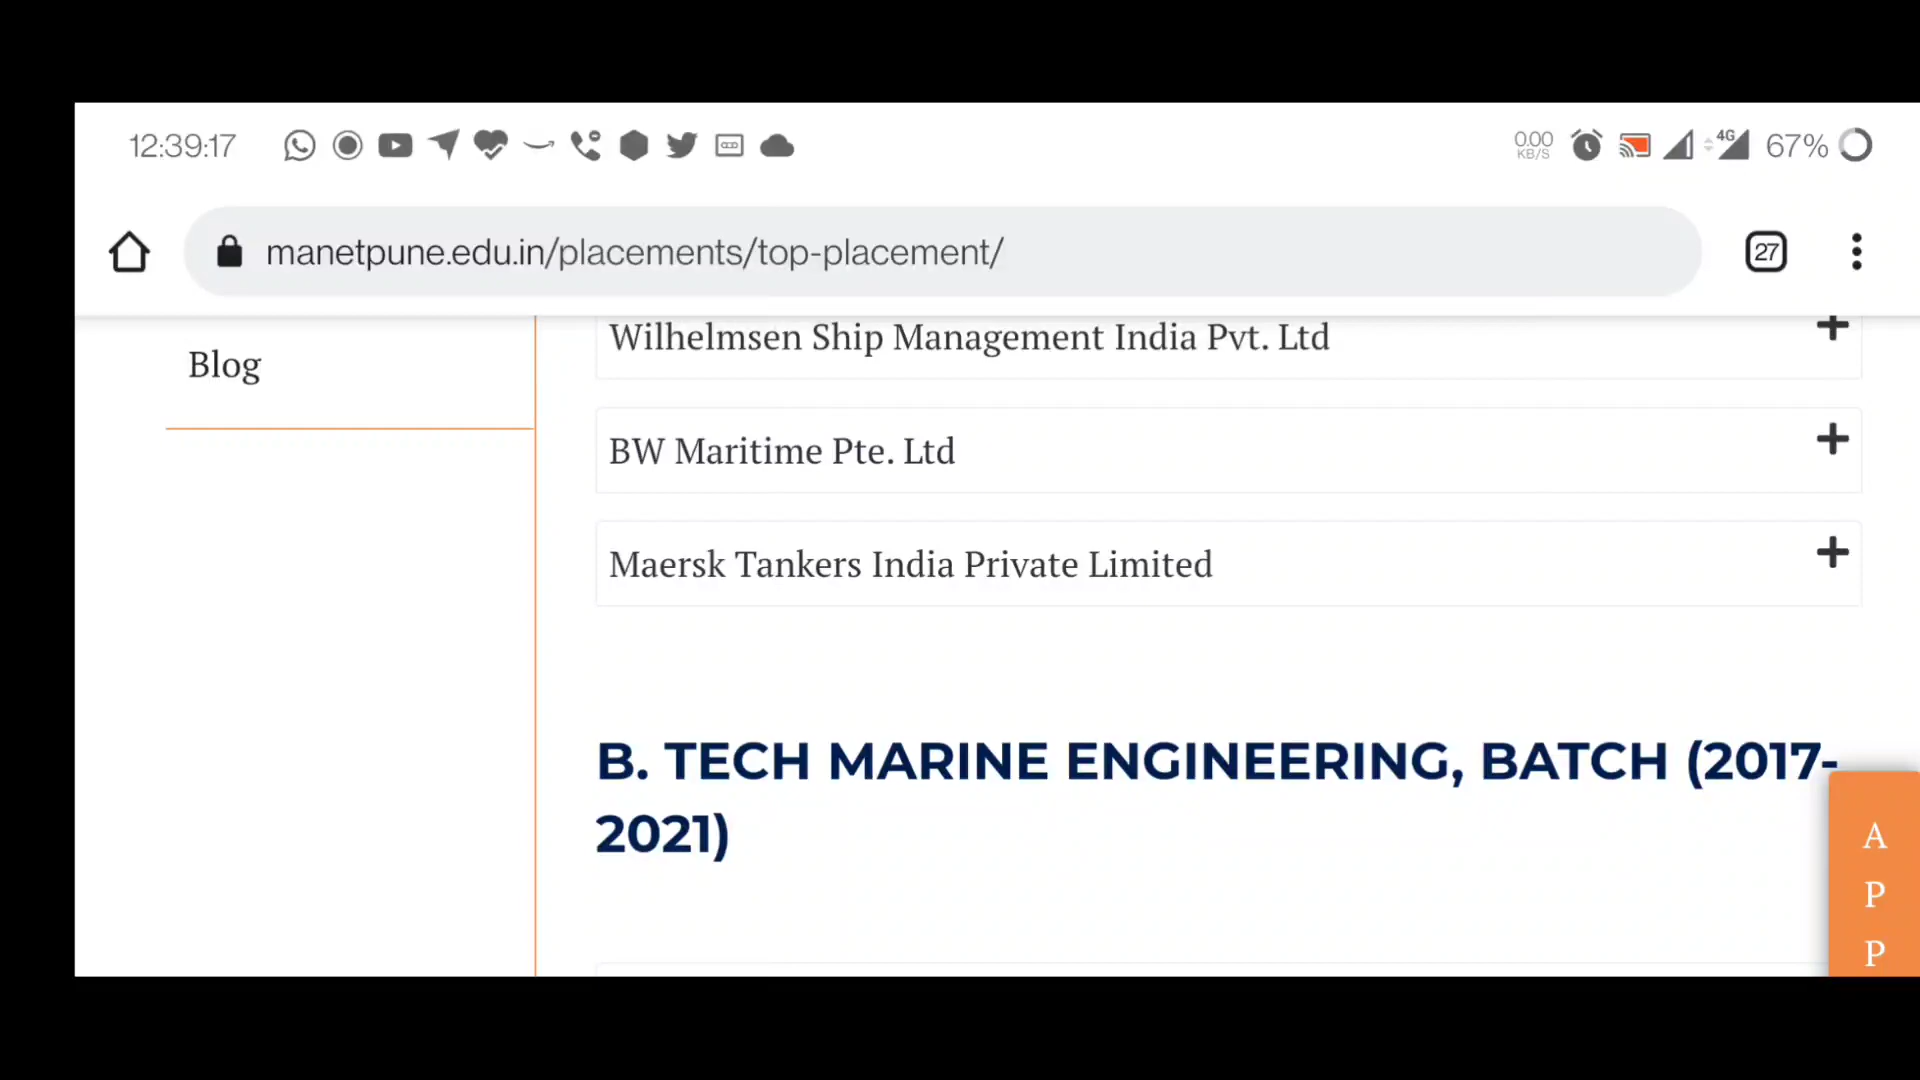 12:39:17
0.00
KB/S
4G
67%
manetpune.edu.in/placements/top-placement/
27
Blog
Wilhelmsen Ship Management India Pvt. Ltd
BW Maritime Pte. Ltd
Maersk Tankers India Private Limited
B. TECH MARINE ENGINEERING, BATCH (2017-
2021)
A
P
P